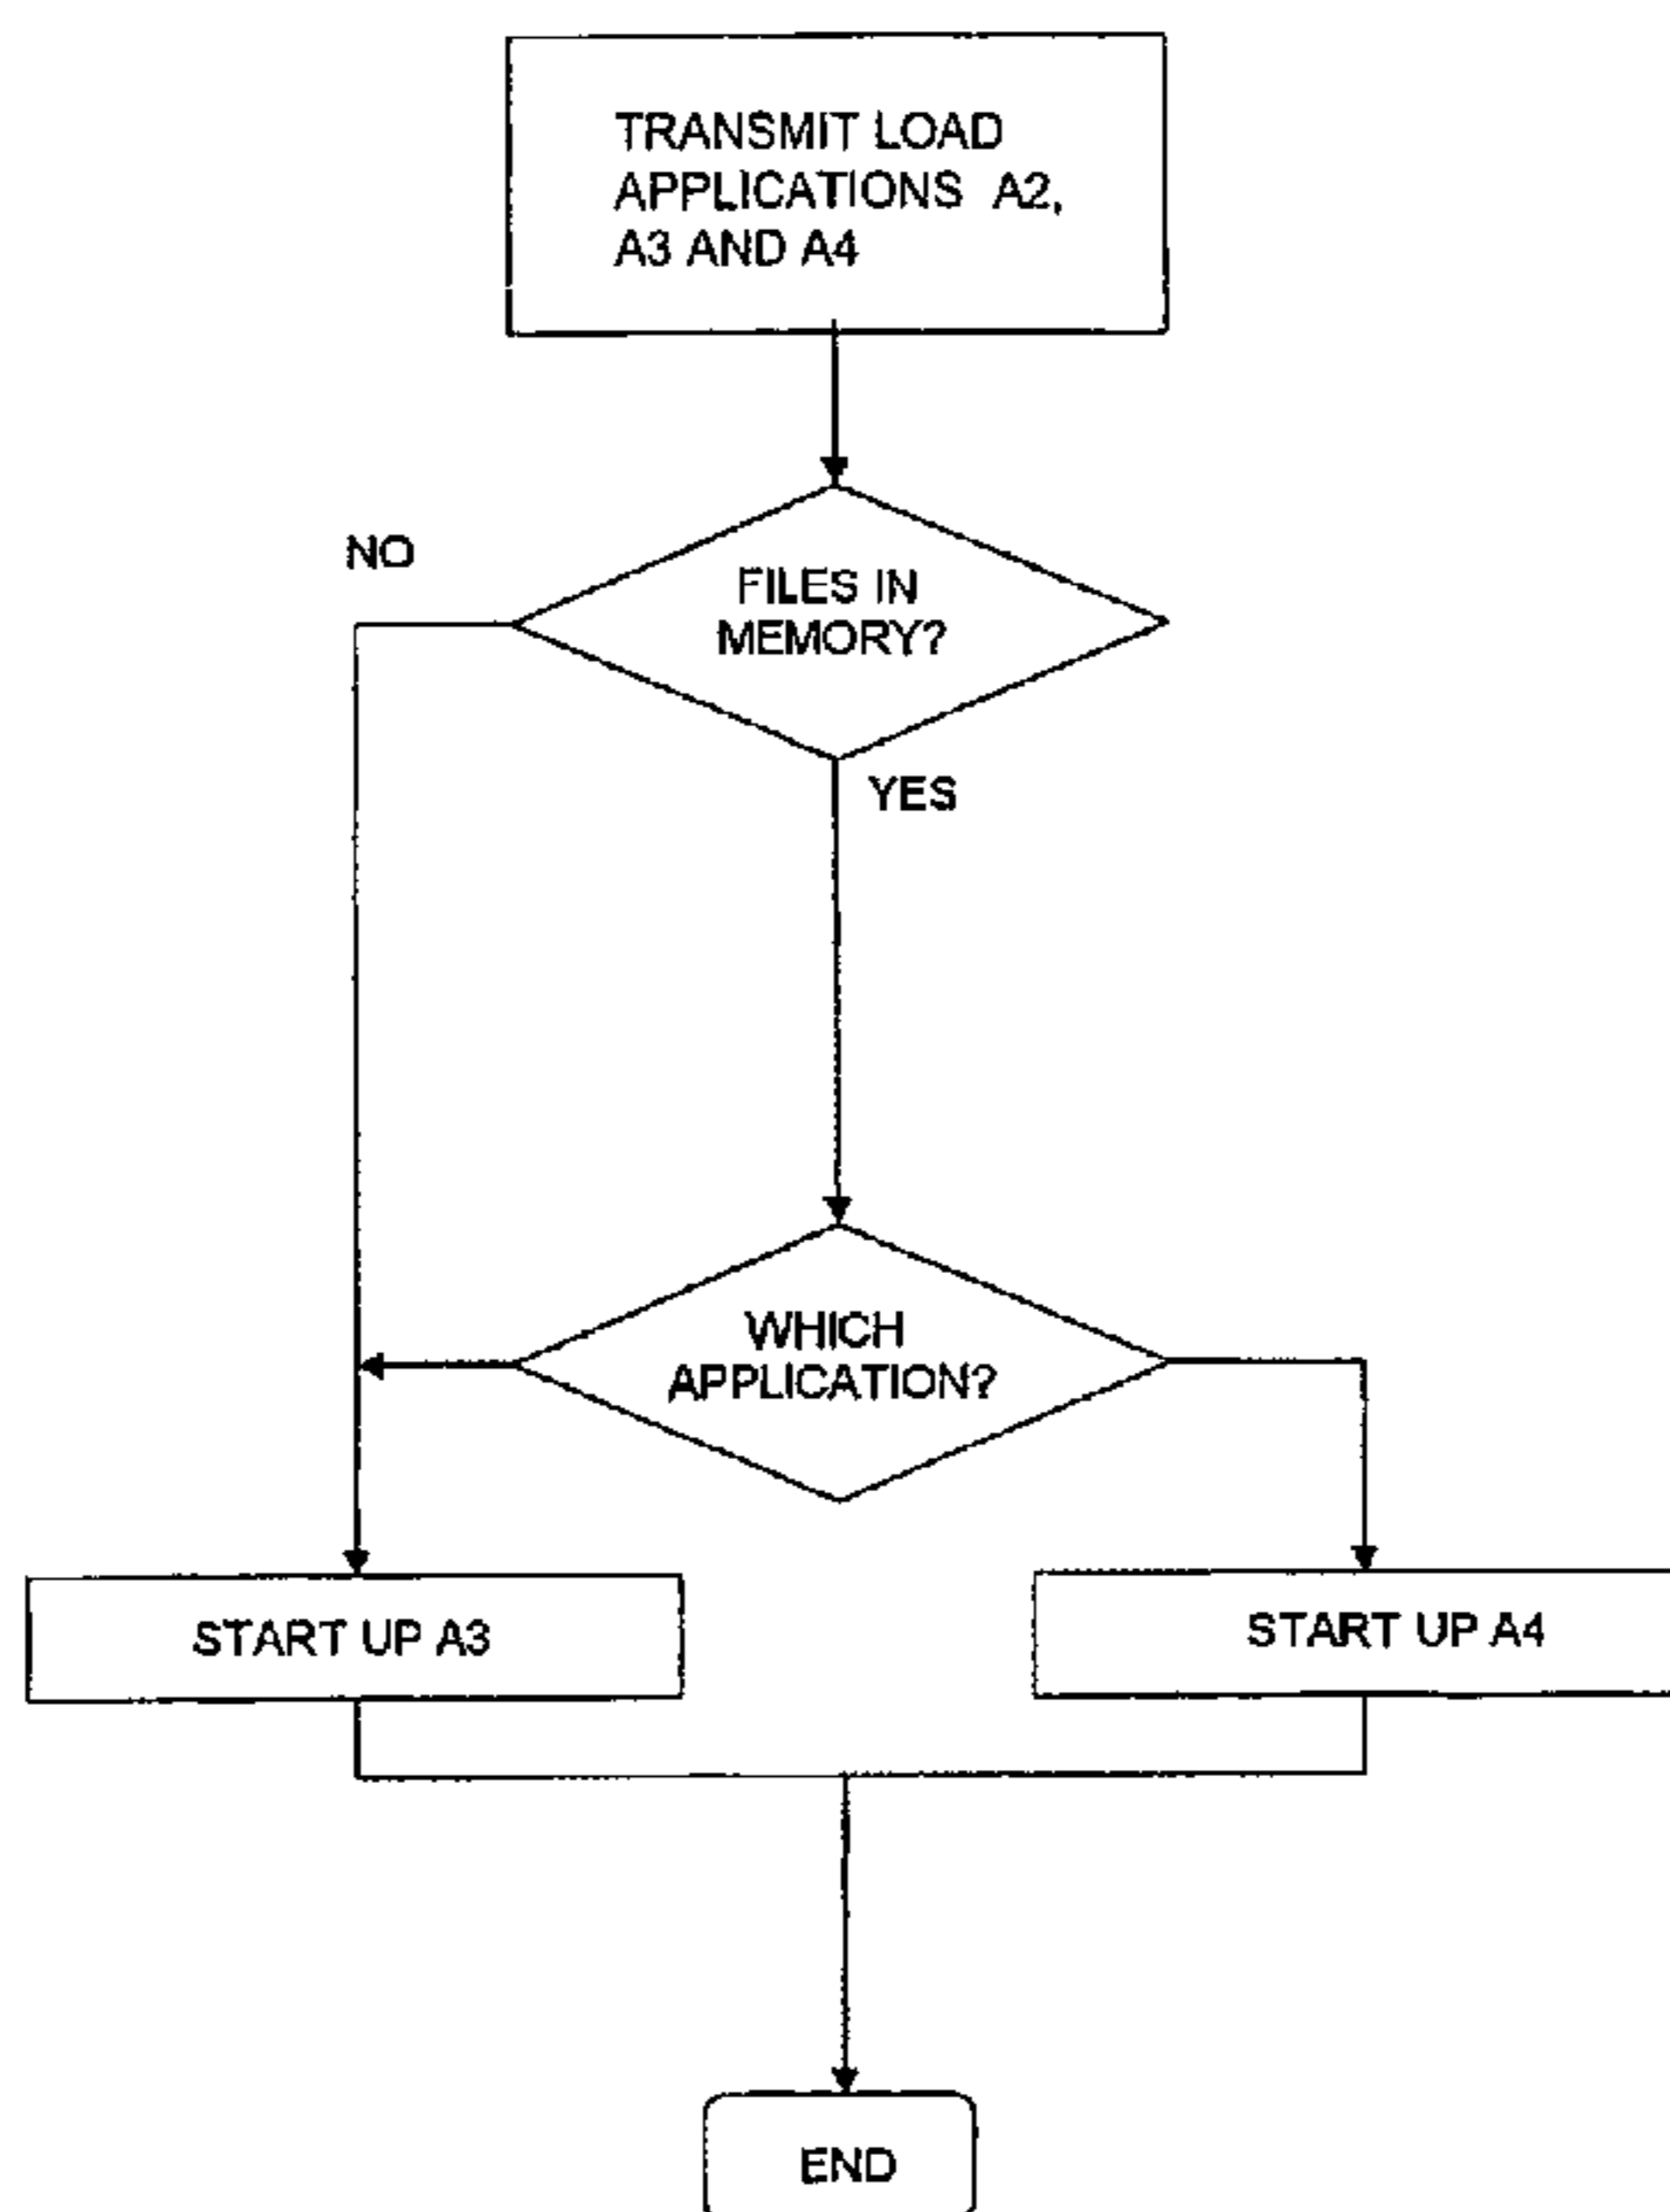 TRANSMIT LOAD
APPLICATIONS A2,
A3 AND A4
NO
FILES IN
MEMORY?
YES
WHICH
APPLICATION?
START UP A3
START UP A4
END